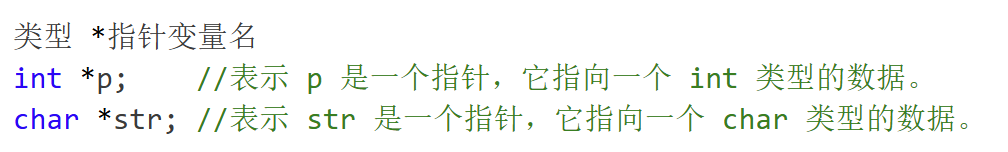 类型 *指针变量名
int *p;    //表示 p 是一个指针，它指向一个 int 类型的数据。
char *str; //表示 str 是一个指针，它指向一个 char 类型的数据。